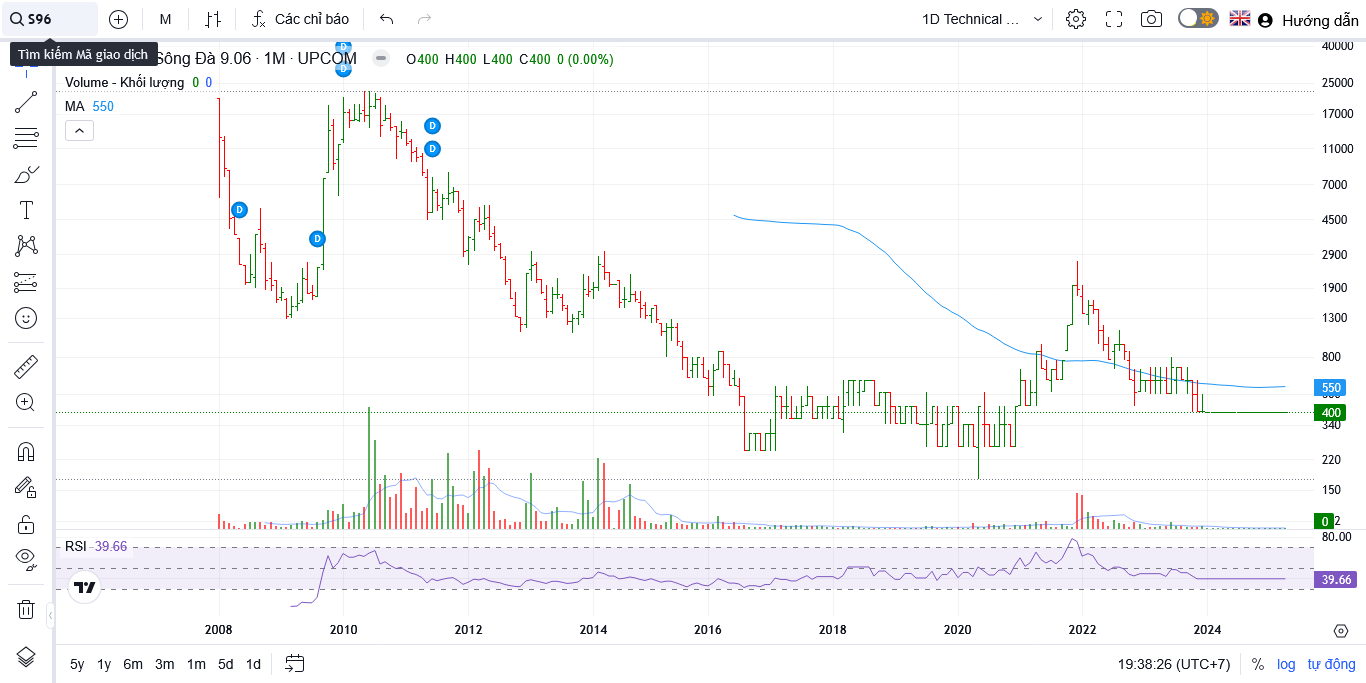 S96
M
Các chỉ báo
1D Technical ...
Hướng dẫn
Tìm kiếm Mã giao dịch
Sông Đà 9.06 · 1M · UPCOM
O400 H400 L400 C400 0 (0.00%)
Volume - Khối lượng 0 0
MA 550
D
D
D
D
D
D
40000
25000
17000
11000
7000
4500
2900
1900
1300
800
550
400
340
220
150
0
2
80.00
RSI 39.66
39.66
2008 2010 2012 2014 2016 2018 2020 2022 2024
5y 1y 6m 3m 1m 5d 1d
19:38:26 (UTC+7) % log tự động